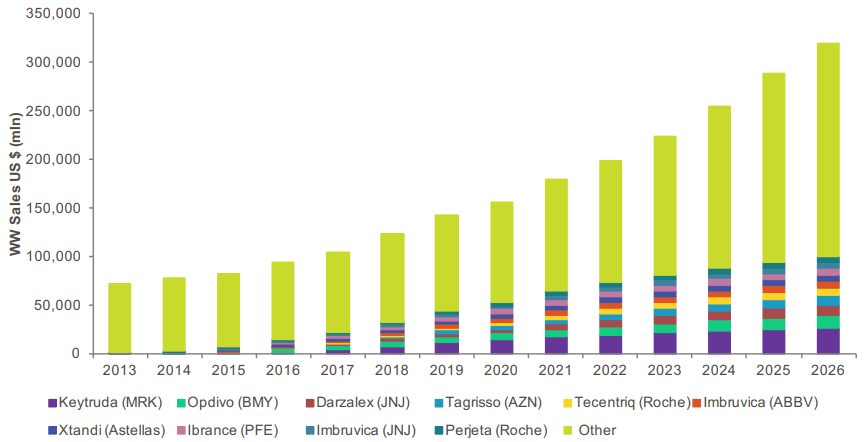 350,000
300,000
250,000
200,000
150,000
100,000
50,000
0
WW Sales US $ (mln)
2013 2014 2015 2016 2017 2018 2019 2020 2021 2022 2023 2024 2025 2026
Keytruda (MRK) Opdivo (BMY) Darzalex (JNJ) Tagrisso (AZN) Tecentriq (Roche) Imbruvica (ABBV)
Xtandi (Astellas) Ibrance (PFE) Imbruvica (JNJ) Perjeta (Roche) Other